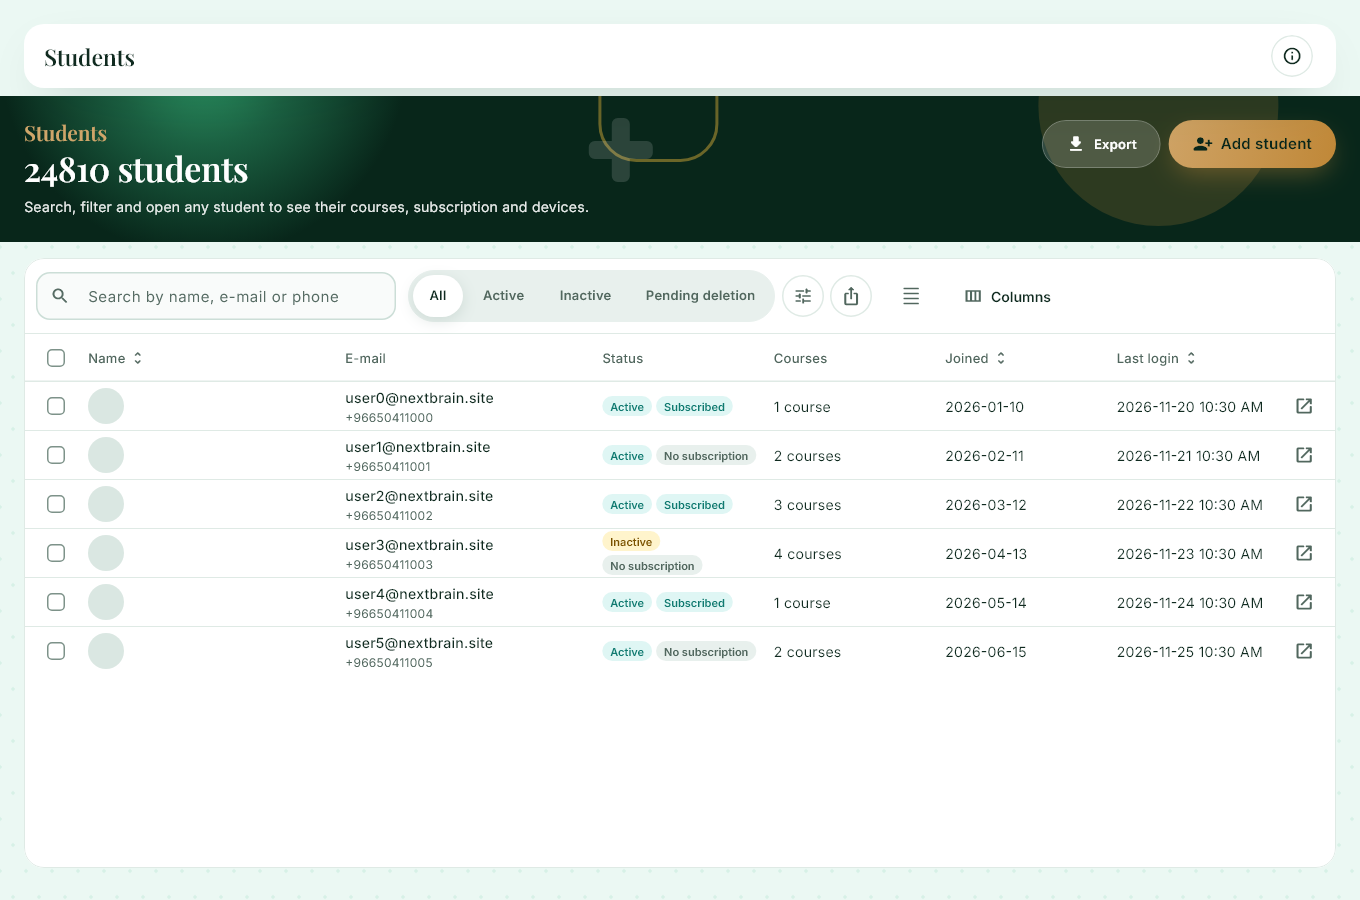 Students
Students
24810 students
Search, filter and open any student to see their courses, subscription and devices.
Export
Add student
Search by name, e-mail or phone
All
Active
Inactive
Pending deletion
Columns
Name
E-mail
Status
Courses
Joined
Last login
user0@nextbrain.site
+96650411000
Active
Subscribed
1 course
2026-01-10
2026-11-20 10:30 AM
user1@nextbrain.site
+96650411001
Active
No subscription
2 courses
2026-02-11
2026-11-21 10:30 AM
user2@nextbrain.site
+96650411002
Active
Subscribed
3 courses
2026-03-12
2026-11-22 10:30 AM
user3@nextbrain.site
+96650411003
Inactive
No subscription
4 courses
2026-04-13
2026-11-23 10:30 AM
user4@nextbrain.site
+96650411004
Active
Subscribed
1 course
2026-05-14
2026-11-24 10:30 AM
user5@nextbrain.site
+96650411005
Active
No subscription
2 courses
2026-06-15
2026-11-25 10:30 AM